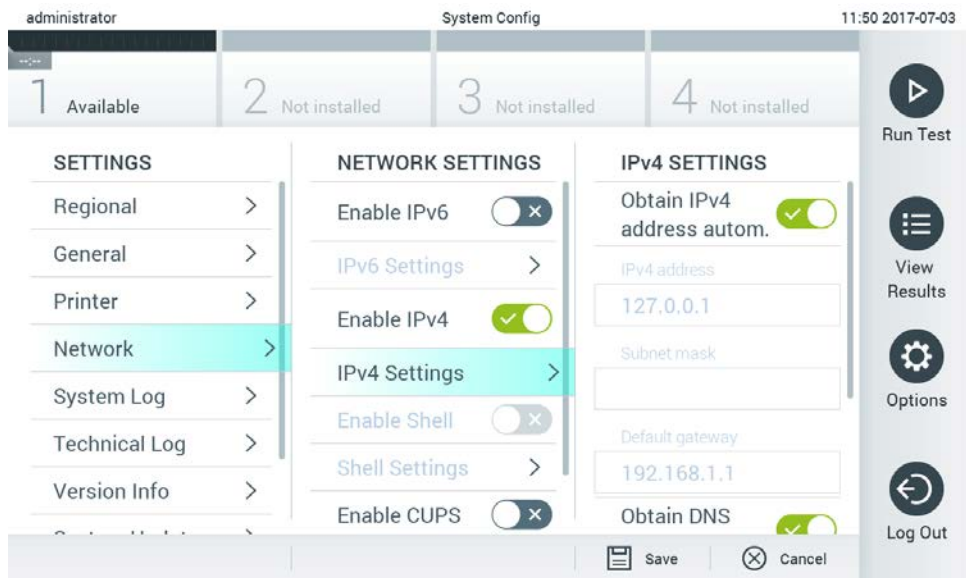 administrator
System Config
11:50 2017-07-03
--:--
1 Available
2 Not installed
3 Not installed
4 Not installed
SETTINGS
Regional
General
Printer
Network
System Log
Technical Log
Version Info
NETWORK SETTINGS
Enable IPv6
IPv6 Settings
Enable IPv4
IPv4 Settings
Enable Shell
Shell Settings
Enable CUPS
IPv4 SETTINGS
Obtain IPv4
address autom.
IPv4 address
127.0.0.1
Subnet mask
Default gateway
192.168.1.1
Obtain DNS
Run Test
View
Results
Options
Log Out
Save
Cancel